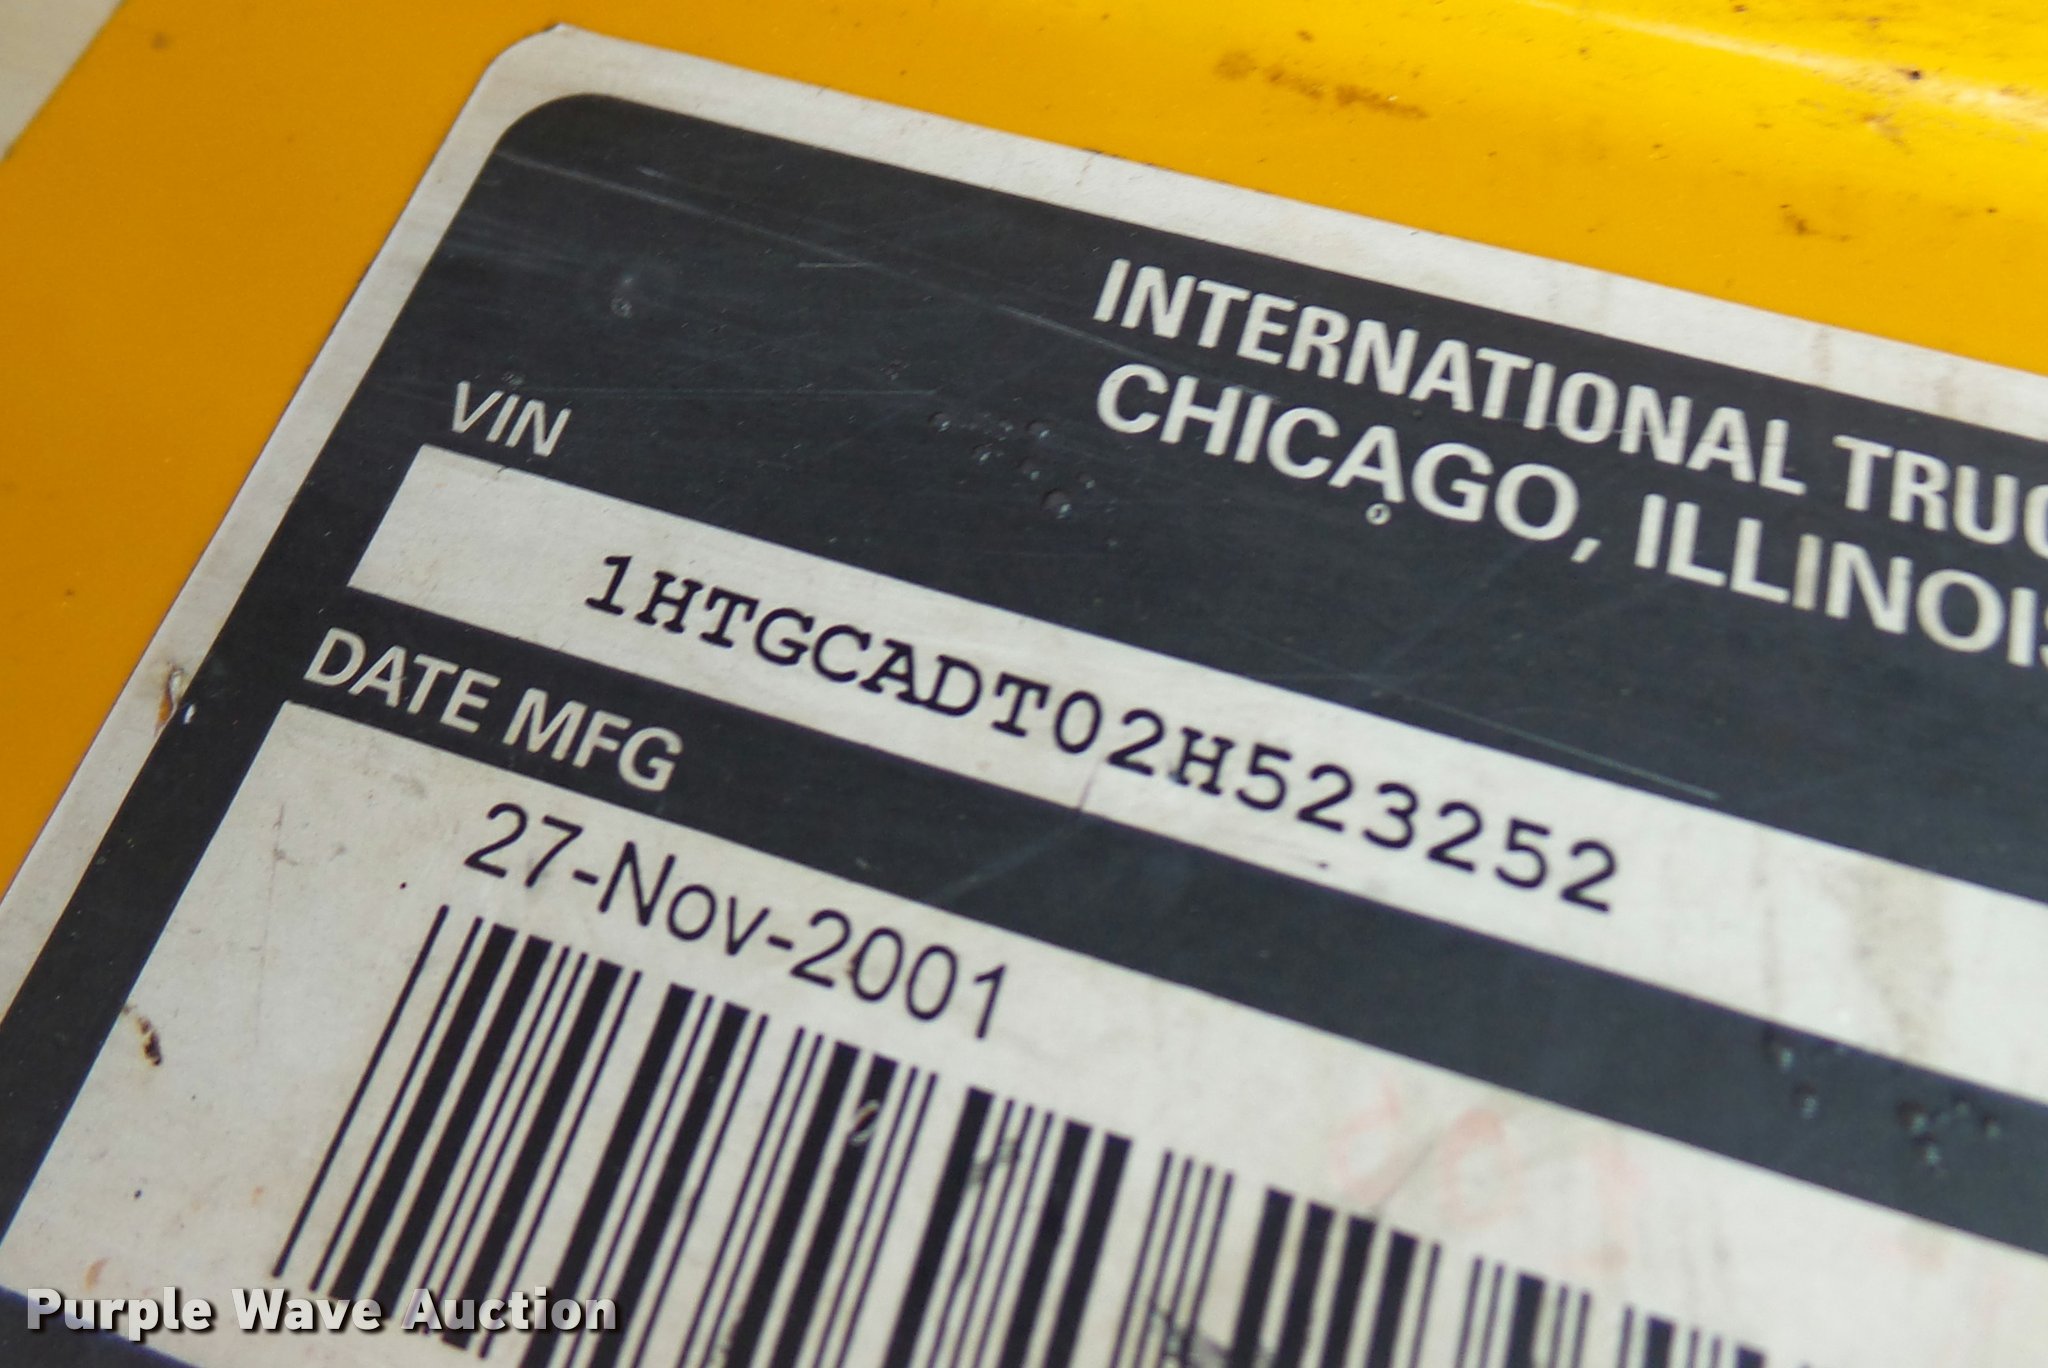 INTERNATIONAL TRUC
CHICAGO, ILLINOIS
VIN
1HTGCADT02H523252
DATE MFG
27-Nov-2001
Purple Wave Auction